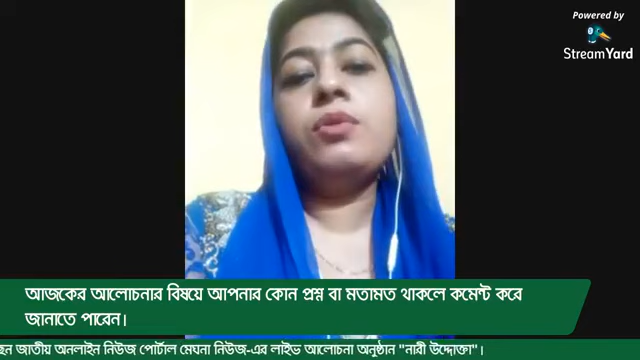 Powered by
StreamYard
আজকের আলোচনার বিষয়ে আপনার কোন প্রশ্ন বা মতামত থাকলে কমেন্ট করে
জানাতে পারেন।
জাতীয় অনলাইন নিউজ পোর্টাল মেঘনা নিউজ-এর লাইভ আলোচনা অনুষ্ঠান "নারী উদ্দোক্তা"।